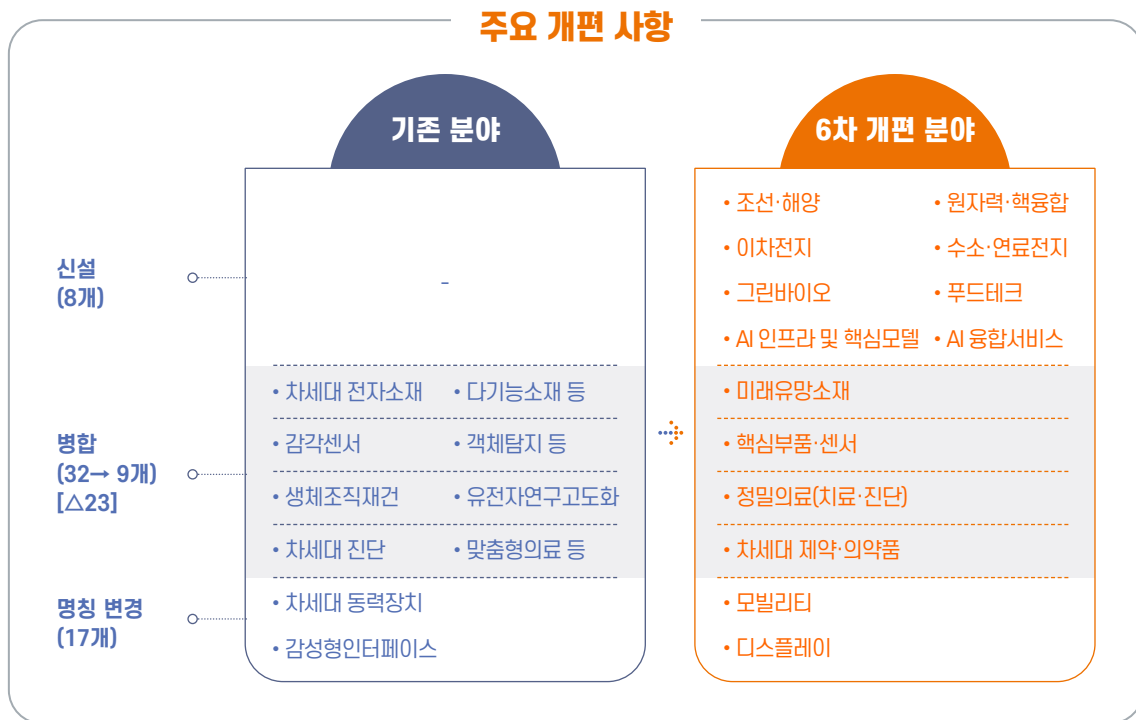 주요 개편 사항
기존 분야
6차 개편 분야
신설
(8개)
-
• 조선·해양 • 원자력·핵융합
• 이차전지 • 수소·연료전지
• 그린바이오 • 푸드테크
• AI 인프라 및 핵심모델 • AI 융합서비스
병합
(32→ 9개)
[△23]
• 차세대 전자소재 • 다기능소재 등
• 미래유망소재
• 감각센서 • 객체탐지 등
• 핵심부품·센서
• 생체조직재건 • 유전자연구고도화
• 정밀의료(치료·진단)
• 차세대 진단 • 맞춤형의료 등
• 차세대 제약·의약품
명칭 변경
(17개)
• 차세대 동력장치
• 모빌리티
• 감성형인터페이스
• 디스플레이